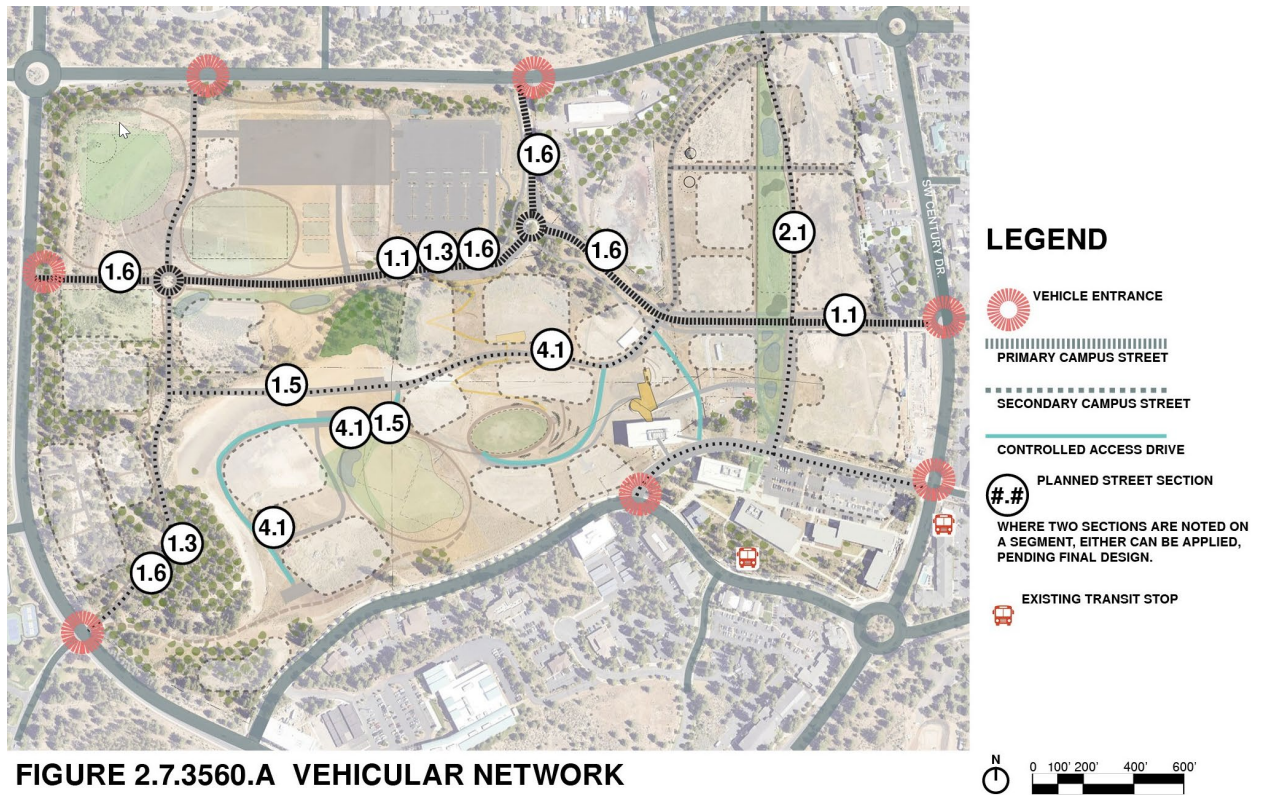 1.6
1.6
1.1 1.3 1.6
1.6
2.1
1.1
4.1
1.5
4.1 1.5
4.1
1.3
1.6
SW CENTURY DR.
LEGEND
VEHICLE ENTRANCE
PRIMARY CAMPUS STREET
SECONDARY CAMPUS STREET
CONTROLLED ACCESS DRIVE
#.# PLANNED STREET SECTION
WHERE TWO SECTIONS ARE NOTED ON
A SEGMENT, EITHER CAN BE APPLIED,
PENDING FINAL DESIGN.
EXISTING TRANSIT STOP
FIGURE 2.7.3560.A VEHICULAR NETWORK
N
0 100' 200' 400' 600'